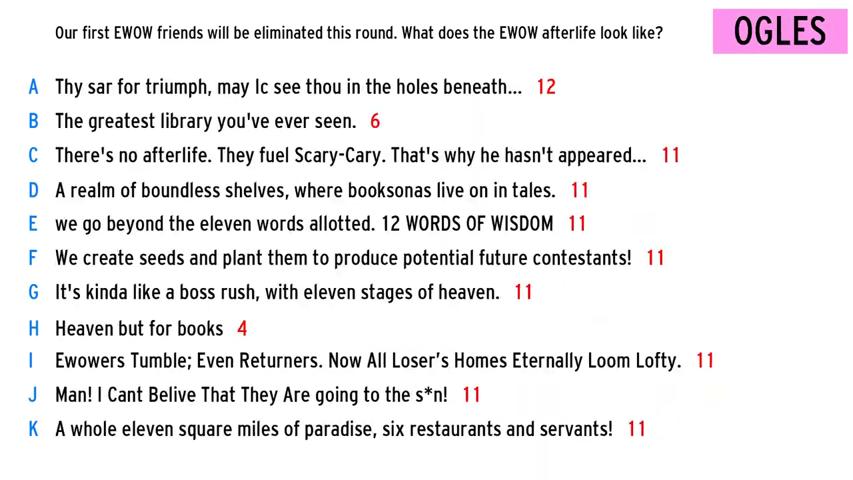 Our first EWOW friends will be eliminated this round. What does the EWOW afterlife look like?
OGLES
A Thy sar for triumph, may Ic see thou in the holes beneath... 12
B The greatest library you've ever seen. 6
C There's no afterlife. They fuel Scary-Cary. That's why he hasn't appeared... 11
D A realm of boundless shelves, where booksonas live on in tales. 11
E we go beyond the eleven words allotted. 12 WORDS OF WISDOM 11
F We create seeds and plant them to produce potential future contestants! 11
G It's kinda like a boss rush, with eleven stages of heaven. 11
H Heaven but for books 4
I Ewowers Tumble; Even Returners. Now All Loser’s Homes Eternally Loom Lofty. 11
J Man! I Cant Belive That They Are going to the s*n! 11
K A whole eleven square miles of paradise, six restaurants and servants! 11